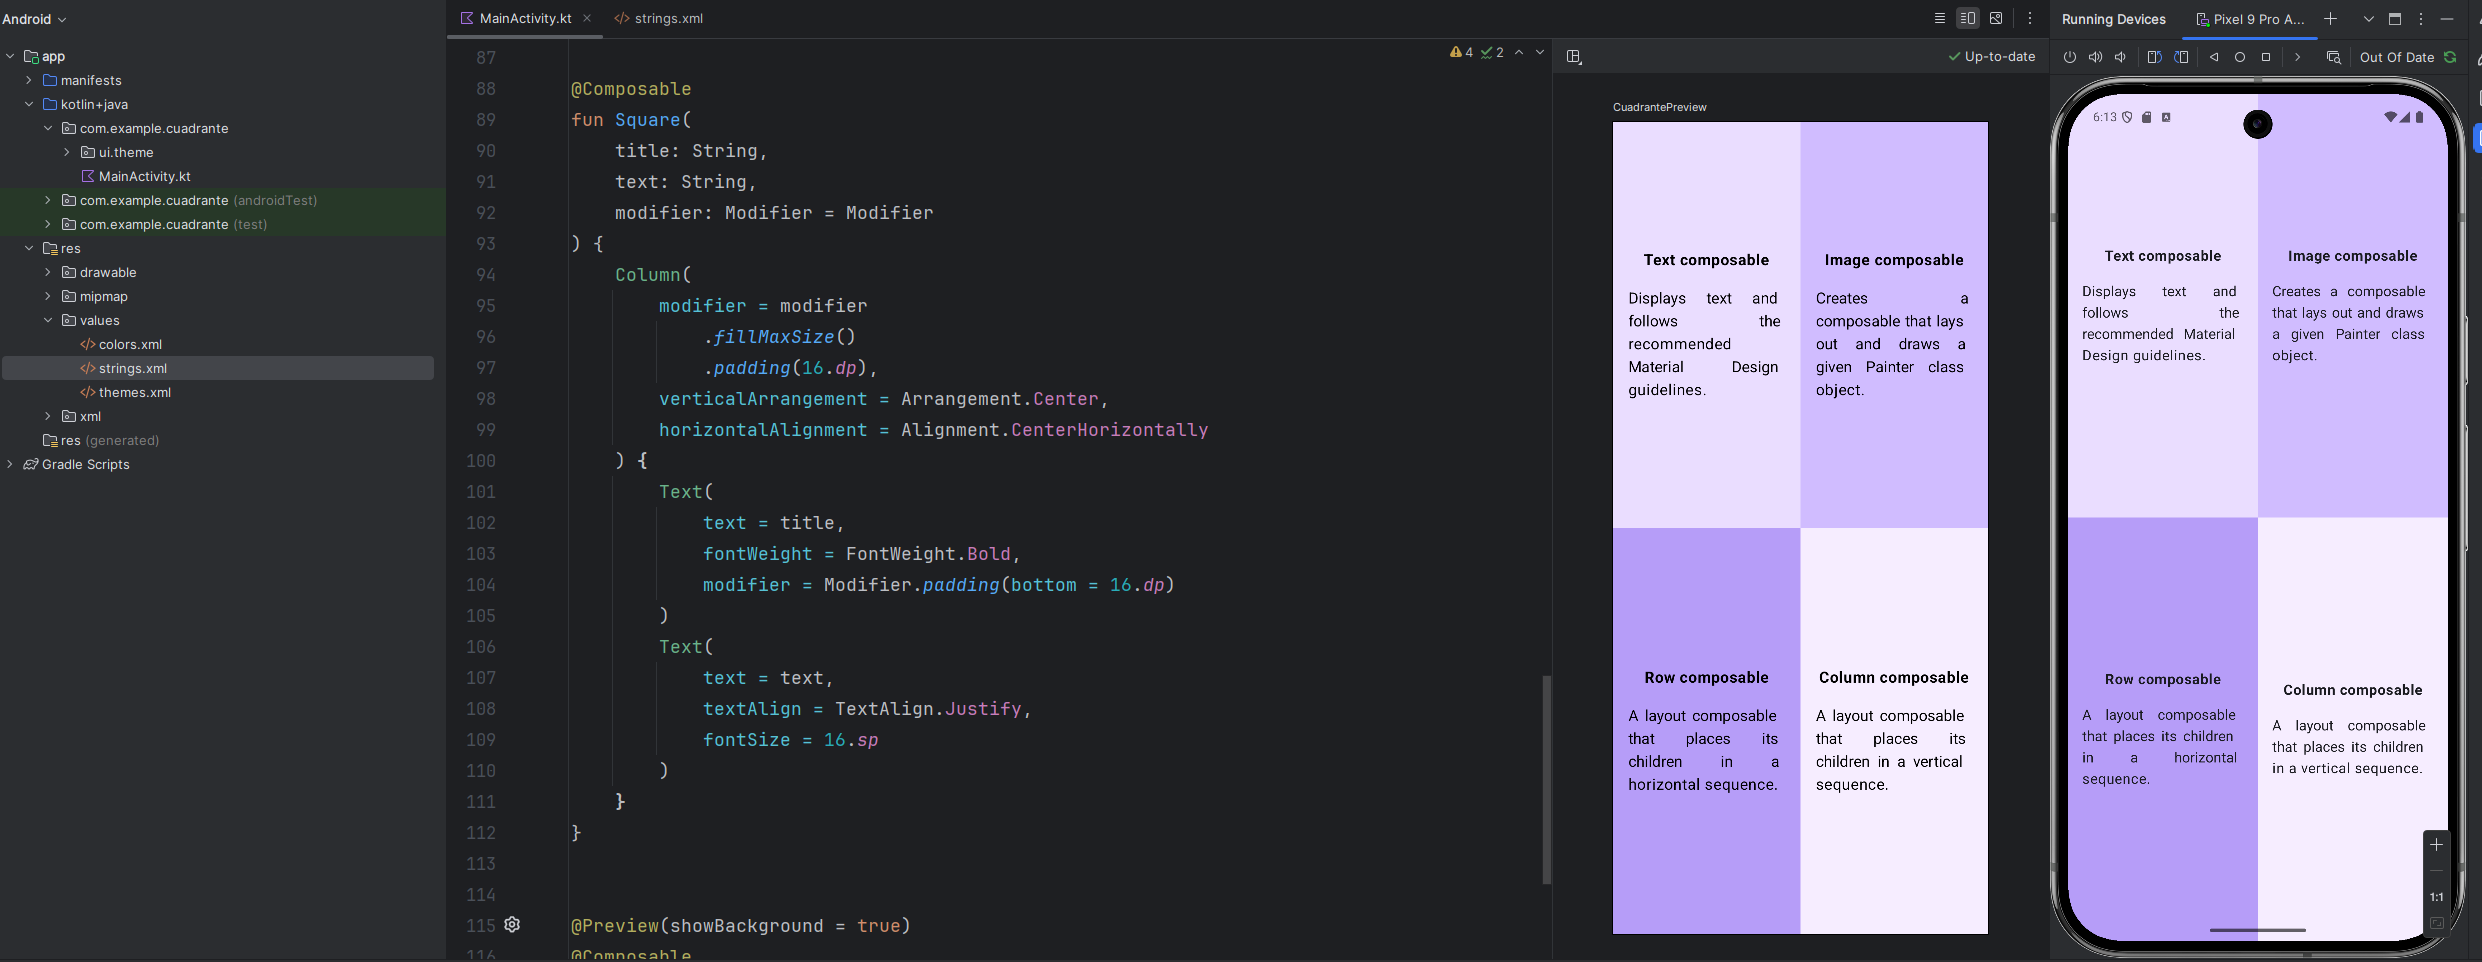 Android
app
manifests
kotlin+java
com.example.cuadrante
ui.theme
MainActivity.kt
com.example.cuadrante (androidTest)
com.example.cuadrante (test)
res
drawable
mipmap
values
colors.xml
strings.xml
themes.xml
xml
res (generated)
Gradle Scripts
MainActivity.kt
strings.xml
4 2
87
88 @Composable
89 fun Square(
90 title: String,
91 text: String,
92 modifier: Modifier = Modifier
93 ) {
94 Column(
95 modifier = modifier
96 .fillMaxSize()
97 .padding(16.dp),
98 verticalArrangement = Arrangement.Center,
99 horizontalAlignment = Alignment.CenterHorizontally
100 ) {
101 Text(
102 text = title,
103 fontWeight = FontWeight.Bold,
104 modifier = Modifier.padding(bottom = 16.dp)
105 )
106 Text(
107 text = text,
108 textAlign = TextAlign.Justify,
109 fontSize = 16.sp
110 )
111 }
112 }
113
114
115 @Preview(showBackground = true)
116 @Composable
Up-to-date
CuadrantePreview
Text composable
Displays text and
follows the
recommended
Material Design
guidelines.
Image composable
Creates a
composable that lays
out and draws a
given Painter class
object.
Row composable
A layout composable
that places its
children in a
horizontal sequence.
Column composable
A layout composable
that places its
children in a vertical
sequence.
Running Devices
Pixel 9 Pro A...
Out Of Date
6:13
Text composable
Displays text and
follows the
recommended Material
Design guidelines.
Image composable
Creates a composable
that lays out and draws
a given Painter class
object.
Row composable
A layout composable
that places its children
in a horizontal
sequence.
Column composable
A layout composable
that places its children
in a vertical sequence.
1:1